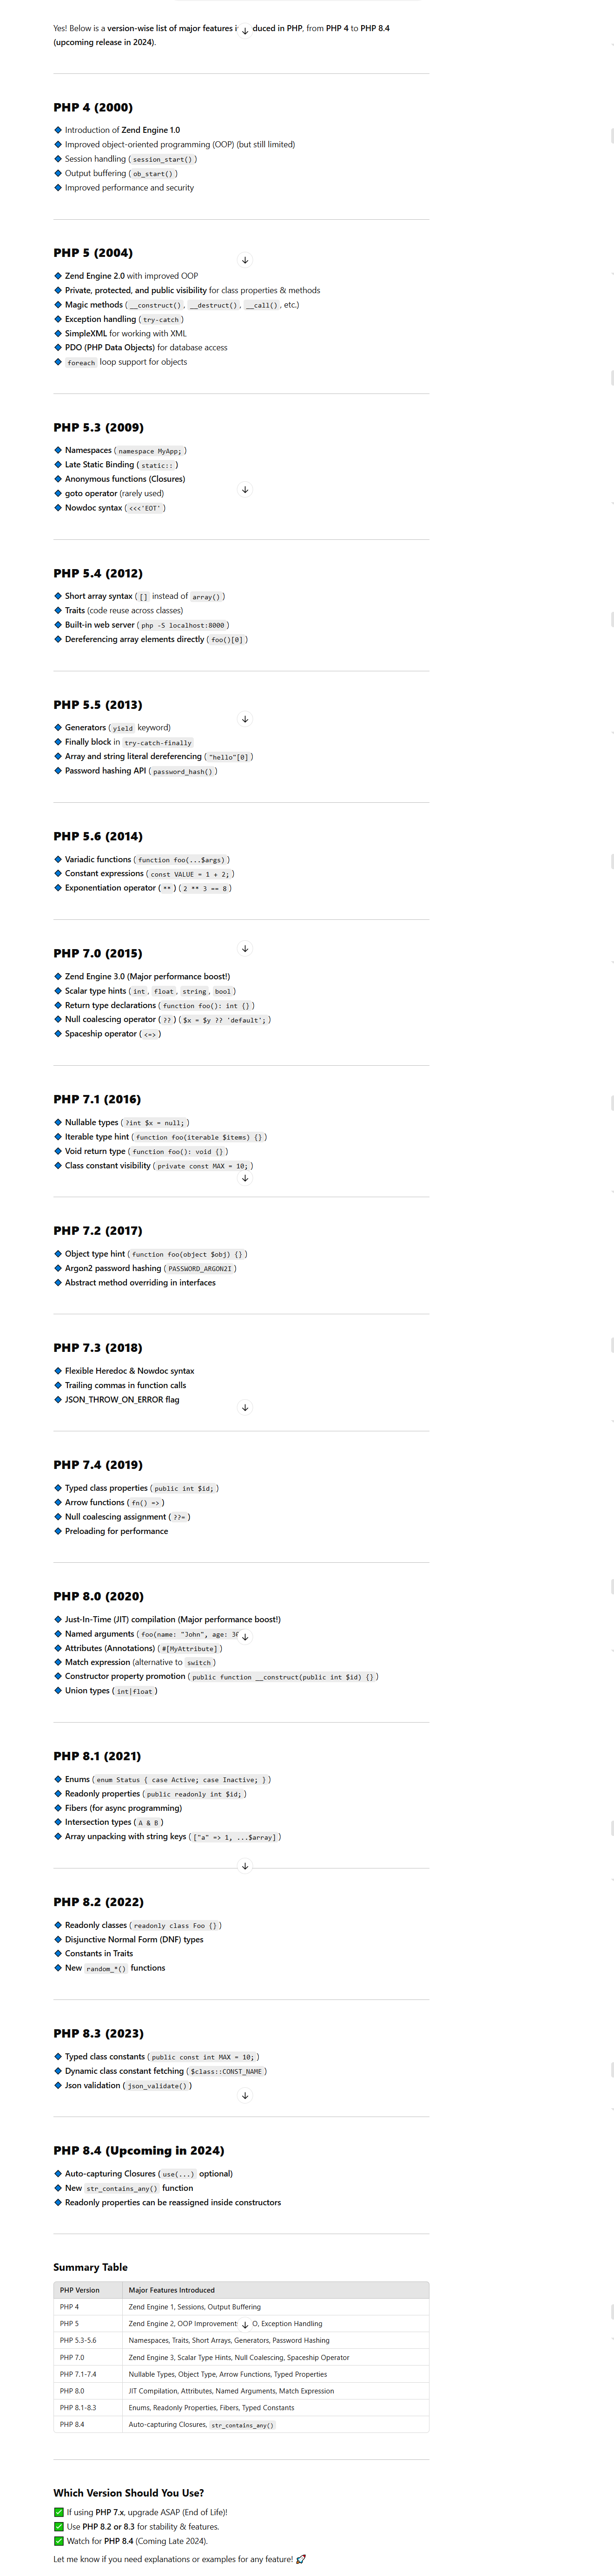 Yes! Below is a version-wise list of major features i duced in PHP, from PHP 4 to PHP 8.4
(upcoming release in 2024).
PHP 4 (2000)
Introduction of Zend Engine 1.0
Improved object-oriented programming (OOP) (but still limited)
Session handling (session_start())
Output buffering (ob_start())
Improved performance and security
PHP 5 (2004)
Zend Engine 2.0 with improved OOP
Private, protected, and public visibility for class properties & methods
Magic methods (__construct(), __destruct(), __call(), etc.)
Exception handling (try-catch)
SimpleXML for working with XML
PDO (PHP Data Objects) for database access
foreach loop support for objects
PHP 5.3 (2009)
Namespaces (namespace MyApp;)
Late Static Binding (static::)
Anonymous functions (Closures)
goto operator (rarely used)
Nowdoc syntax (<<<'EOT')
PHP 5.4 (2012)
Short array syntax ([] instead of array())
Traits (code reuse across classes)
Built-in web server (php -S localhost:8000)
Dereferencing array elements directly (foo()[0])
PHP 5.5 (2013)
Generators (yield keyword)
Finally block in try-catch-finally
Array and string literal dereferencing ("hello"[0])
Password hashing API (password_hash())
PHP 5.6 (2014)
Variadic functions (function foo(...$args))
Constant expressions (const VALUE = 1 + 2;)
Exponentiation operator (**) (2 ** 3 == 8)
PHP 7.0 (2015)
Zend Engine 3.0 (Major performance boost!)
Scalar type hints (int, float, string, bool)
Return type declarations (function foo(): int {})
Null coalescing operator (??) ($x = $y ?? 'default';)
Spaceship operator (<=>)
PHP 7.1 (2016)
Nullable types (?int $x = null;)
Iterable type hint (function foo(iterable $items) {})
Void return type (function foo(): void {})
Class constant visibility (private const MAX = 10;)
PHP 7.2 (2017)
Object type hint (function foo(object $obj) {})
Argon2 password hashing (PASSWORD_ARGON2I)
Abstract method overriding in interfaces
PHP 7.3 (2018)
Flexible Heredoc & Nowdoc syntax
Trailing commas in function calls
JSON_THROW_ON_ERROR flag
PHP 7.4 (2019)
Typed class properties (public int $id;)
Arrow functions (fn() =>)
Null coalescing assignment (??=)
Preloading for performance
PHP 8.0 (2020)
Just-In-Time (JIT) compilation (Major performance boost!)
Named arguments (foo(name: "John", age: 3
Attributes (Annotations) (#[MyAttribute])
Match expression (alternative to switch)
Constructor property promotion (public function __construct(public int $id) {})
Union types (int|float)
PHP 8.1 (2021)
Enums (enum Status { case Active; case Inactive; })
Readonly properties (public readonly int $id;)
Fibers (for async programming)
Intersection types (A & B)
Array unpacking with string keys (["a" => 1, ...$array])
PHP 8.2 (2022)
Readonly classes (readonly class Foo {})
Disjunctive Normal Form (DNF) types
Constants in Traits
New random_*() functions
PHP 8.3 (2023)
Typed class constants (public const int MAX = 10;)
Dynamic class constant fetching ($class::CONST_NAME)
Json validation (json_validate())
PHP 8.4 (Upcoming in 2024)
Auto-capturing Closures (use(...) optional)
New str_contains_any() function
Readonly properties can be reassigned inside constructors
Summary Table
PHP Version Major Features Introduced
PHP 4 Zend Engine 1, Sessions, Output Buffering
PHP 5 Zend Engine 2, OOP Improvement O, Exception Handling
PHP 5.3-5.6 Namespaces, Traits, Short Arrays, Generators, Password Hashing
PHP 7.0 Zend Engine 3, Scalar Type Hints, Null Coalescing, Spaceship Operator
PHP 7.1-7.4 Nullable Types, Object Type, Arrow Functions, Typed Properties
PHP 8.0 JIT Compilation, Attributes, Named Arguments, Match Expression
PHP 8.1-8.3 Enums, Readonly Properties, Fibers, Typed Constants
PHP 8.4 Auto-capturing Closures, str_contains_any()
Which Version Should You Use?
If using PHP 7.x, upgrade ASAP (End of Life)!
Use PHP 8.2 or 8.3 for stability & features.
Watch for PHP 8.4 (Coming Late 2024).
Let me know if you need explanations or examples for any feature! 🚀